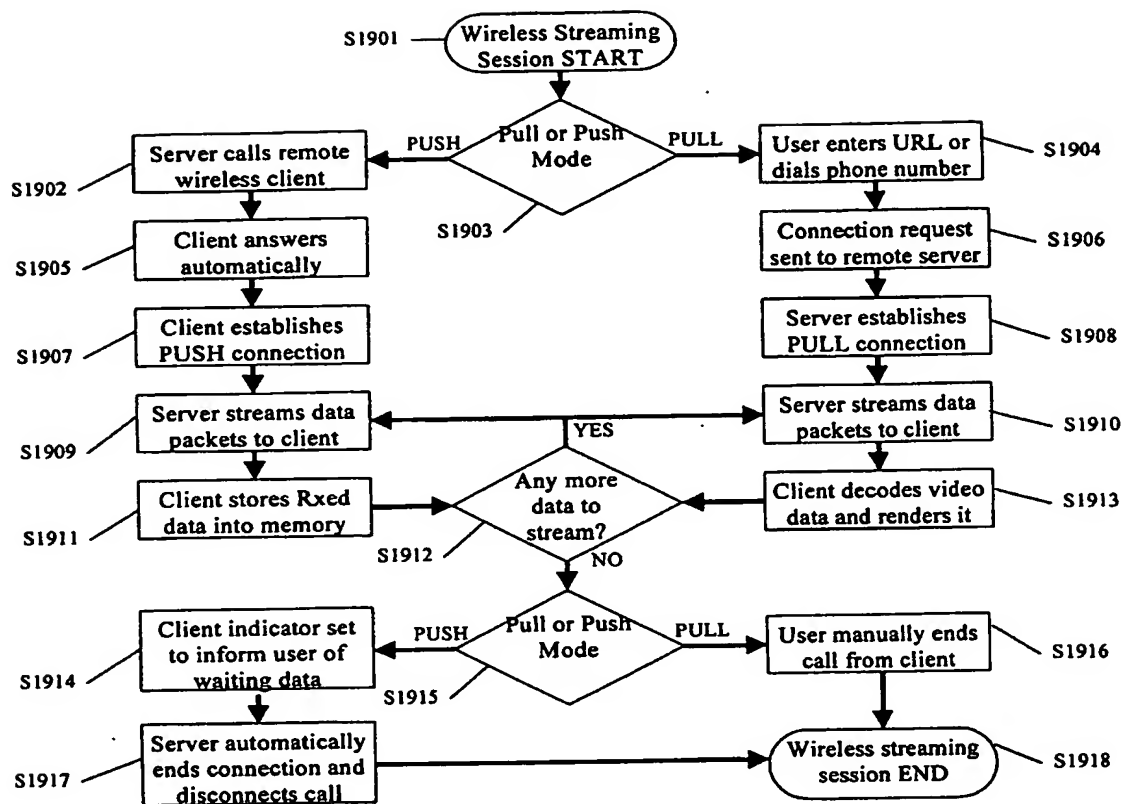 S1901
Wireless Streaming
Session START
Pull or Push
Mode
PUSH
PULL
S1903
Server calls remote
wireless client
S1902
User enters URL or
dials phone number
S1904
Client answers
automatically
S1905
Connection request
sent to remote server
S1906
Client establishes
PUSH connection
S1907
Server establishes
PULL connection
S1908
Server streams data
packets to client
S1909
YES
Server streams data
packets to client
S1910
Client stores Rxed
data into memory
S1911
Any more
data to
stream?
S1912
NO
Client decodes video
data and renders it
S1913
Client indicator set
to inform user of
waiting data
S1914
PUSH
Pull or Push
Mode
PULL
S1915
User manually ends
call from client
S1916
Server automatically
ends connection and
disconnects call
S1917
Wireless streaming
session END
S1918